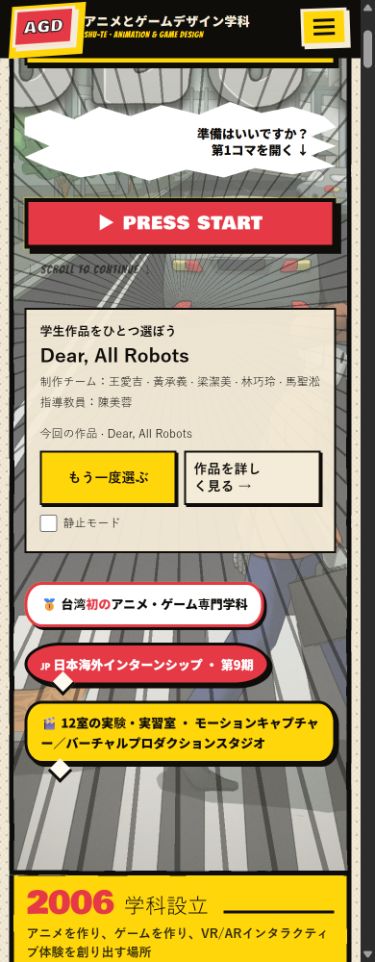 AGD
アニメとゲームデザイン学科
SHU-TE · ANIMATION & GAME DESIGN
準備はいいですか？
第1コマを開く ↓
▶ PRESS START
↓ SCROLL TO CONTINUE ↓
学生作品をひとつ選ぼう
Dear, All Robots
制作チーム：王愛吉 · 黃承義 · 梁潔美 · 林巧玲 · 馬聖淞
指導教員：陳美蓉
今回の作品 · Dear, All Robots
もう一度選ぶ
作品を詳し
く見る →
静止モード
🏅 台湾初のアニメ・ゲーム専門学科
JP 日本海外インターンシップ · 第9期
🎬 12室の実験・実習室 · モーションキャプチャ
ー／バーチャルプロダクションスタジオ
2006 学科設立
アニメを作り、ゲームを作り、VR/ARインタラクティ
ブ体験を創り出す場所